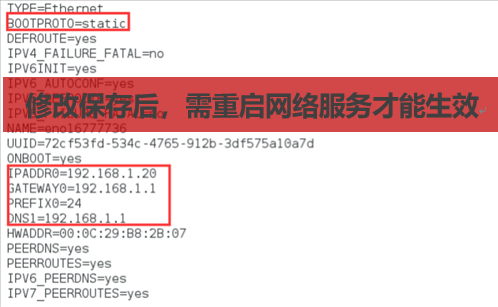 TYPE=Ethernet
BOOTPROTO=static
DEFROUTE=yes
IPV4_FAILURE_FATAL=no
IPV6INIT=yes
IPV6_AUTOCONF=yes
修改保存后，需重启网络服务才能生效
NAME=eno16777736
UUID=72cf53fd-534c-4765-912b-3df575a10a7d
ONBOOT=yes
IPADDR0=192.168.1.20
GATEWAY0=192.168.1.1
PREFIX0=24
DNS1=192.168.1.1
HWADDR=00:0C:29:B8:2B:07
PEERDNS=yes
PEERROUTES=yes
IPV6_PEERDNS=yes
IPV7_PEERROUTES=yes